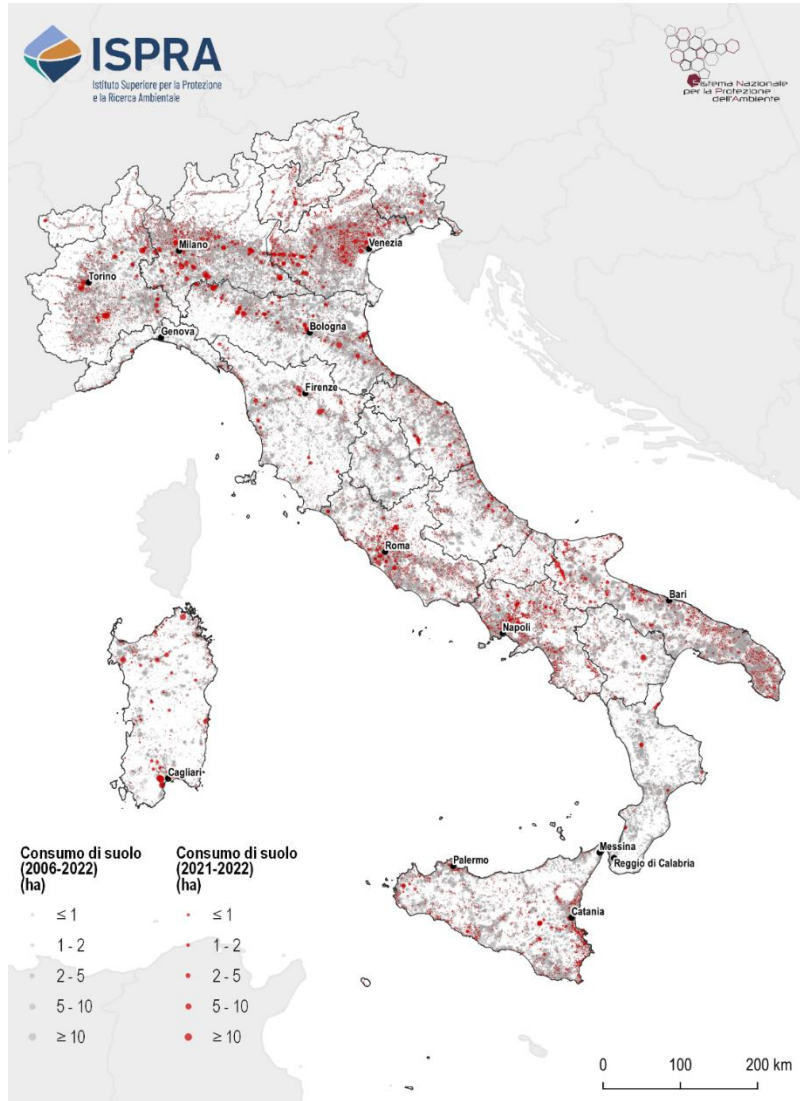 ISPRA
Istituto Superiore per la Protezione
e la Ricerca Ambientale
Sistema Nazionale
per la Protezione
dell'Ambiente
Milano
Venezia
Torino
Genova
Bologna
Firenze
Roma
Napoli
Bari
Cagliari
Palermo
Messina
Reggio di Calabria
Catania
Consumo di suolo
(2006-2022)
(ha)
≤ 1
1 - 2
2 - 5
5 - 10
≥ 10
Consumo di suolo
(2021-2022)
(ha)
≤ 1
1 - 2
2 - 5
5 - 10
≥ 10
0 100 200 km